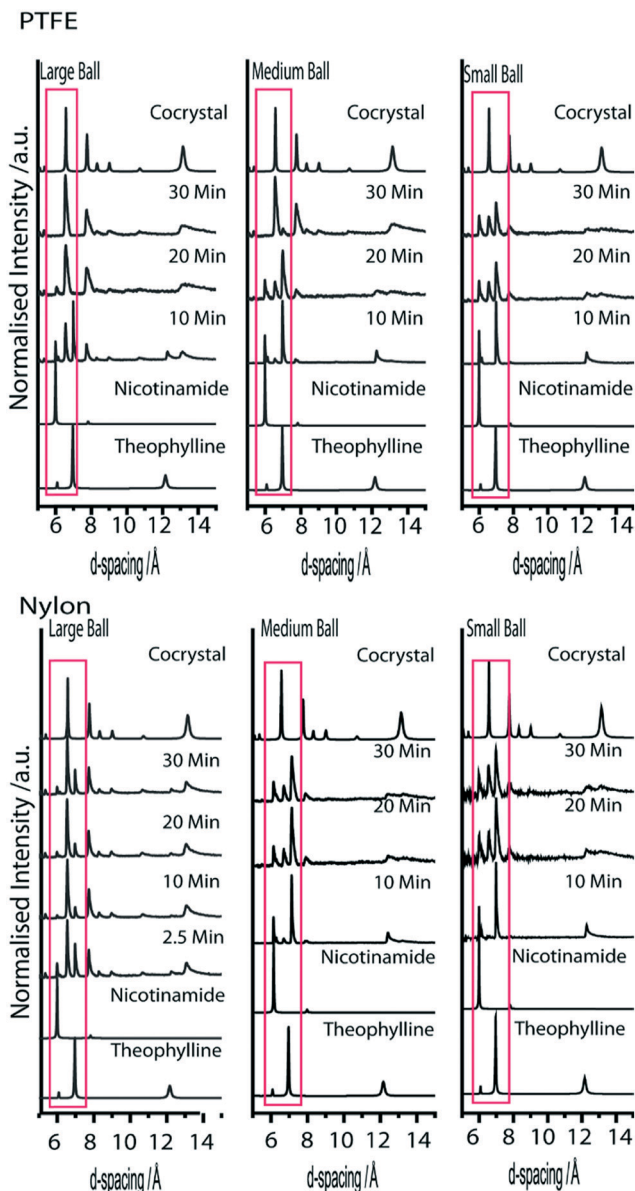 PTFE
Large Ball
Medium Ball
Small Ball
Normalised Intensity /a.u.
Cocrystal
30 Min
20 Min
10 Min
Nicotinamide
Theophylline
6 8 10 12 14
d-spacing /Å
Cocrystal
30 Min
20 Min
10 Min
Nicotinamide
Theophylline
6 8 10 12 14
d-spacing /Å
Cocrystal
30 Min
20 Min
10 Min
Nicotinamide
Theophylline
6 8 10 12 14
d-spacing /Å
Nylon
Large Ball
Medium Ball
Small Ball
Normalised Intensity /a.u.
Cocrystal
30 Min
20 Min
10 Min
2.5 Min
Nicotinamide
Theophylline
6 8 10 12 14
d-spacing /Å
Cocrystal
30 Min
20 Min
10 Min
Nicotinamide
Theophylline
6 8 10 12 14
d-spacing /Å
Cocrystal
30 Min
20 Min
10 Min
Nicotinamide
Theophylline
6 8 10 12 14
d-spacing /Å